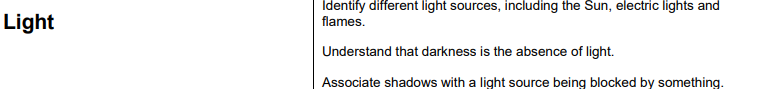 Light
Identify different light sources, including the Sun, electric lights and
flames.
Understand that darkness is the absence of light.
Associate shadows with a light source being blocked by something.